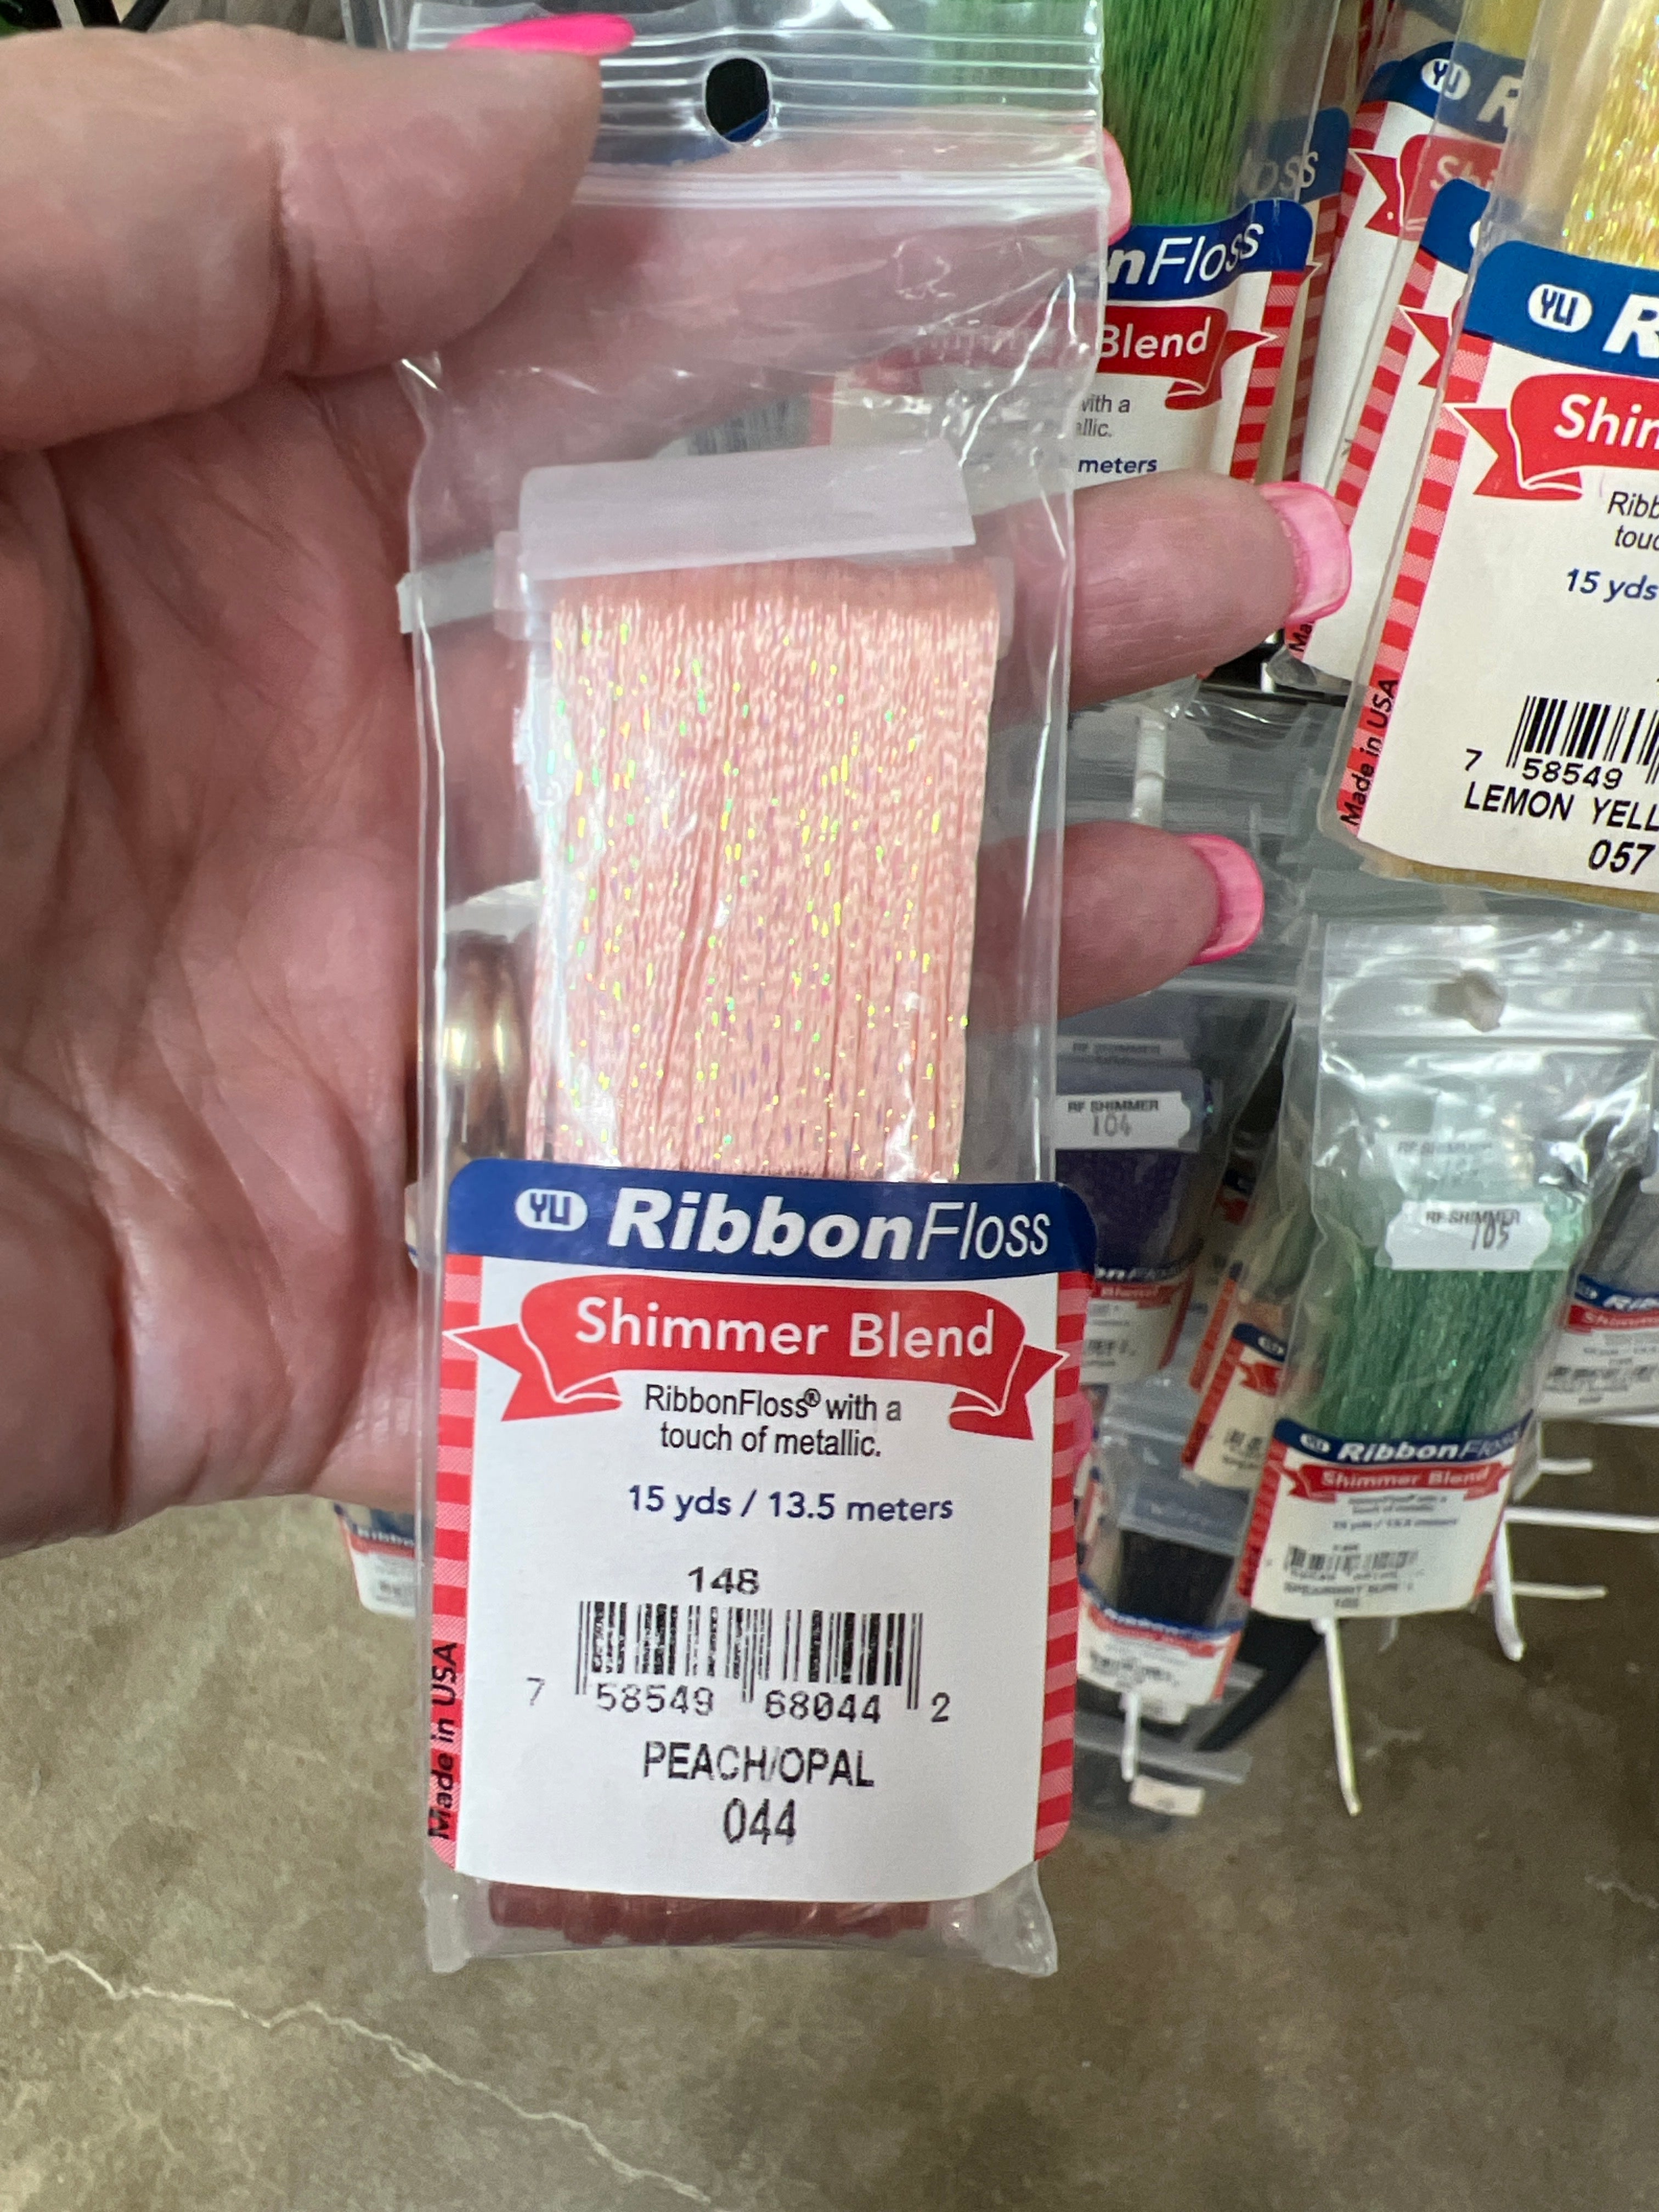 YLI RibbonFloss
Shimmer Blend
RibbonFloss® with a
touch of metallic.
15 yds / 13.5 meters
148
7 58549 68044 2
PEACH/OPAL
044
Made in USA
nFloss
Blend
with a
meters
YLI R
Shim
15 yds
7 58549
LEMON YELL
057
Made in USA
RF SHIMMER
104
RF SHIMMER
105
YLI RibbonFloss
Shimmer Blend